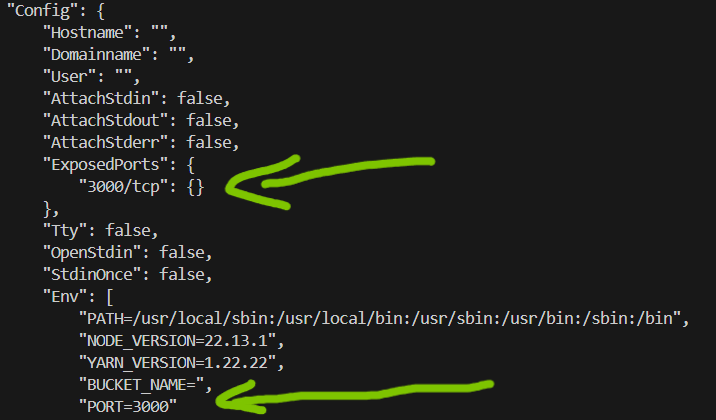 "Config": {
"Hostname": "",
"Domainname": "",
"User": "",
"AttachStdin": false,
"AttachStdout": false,
"AttachStderr": false,
"ExposedPorts": {
"3000/tcp": {}
},
"Tty": false,
"OpenStdin": false,
"StdinOnce": false,
"Env": [
"PATH=/usr/local/sbin:/usr/local/bin:/usr/sbin:/usr/bin:/sbin:/bin",
"NODE_VERSION=22.13.1",
"YARN_VERSION=1.22.22",
"BUCKET_NAME=",
"PORT=3000"